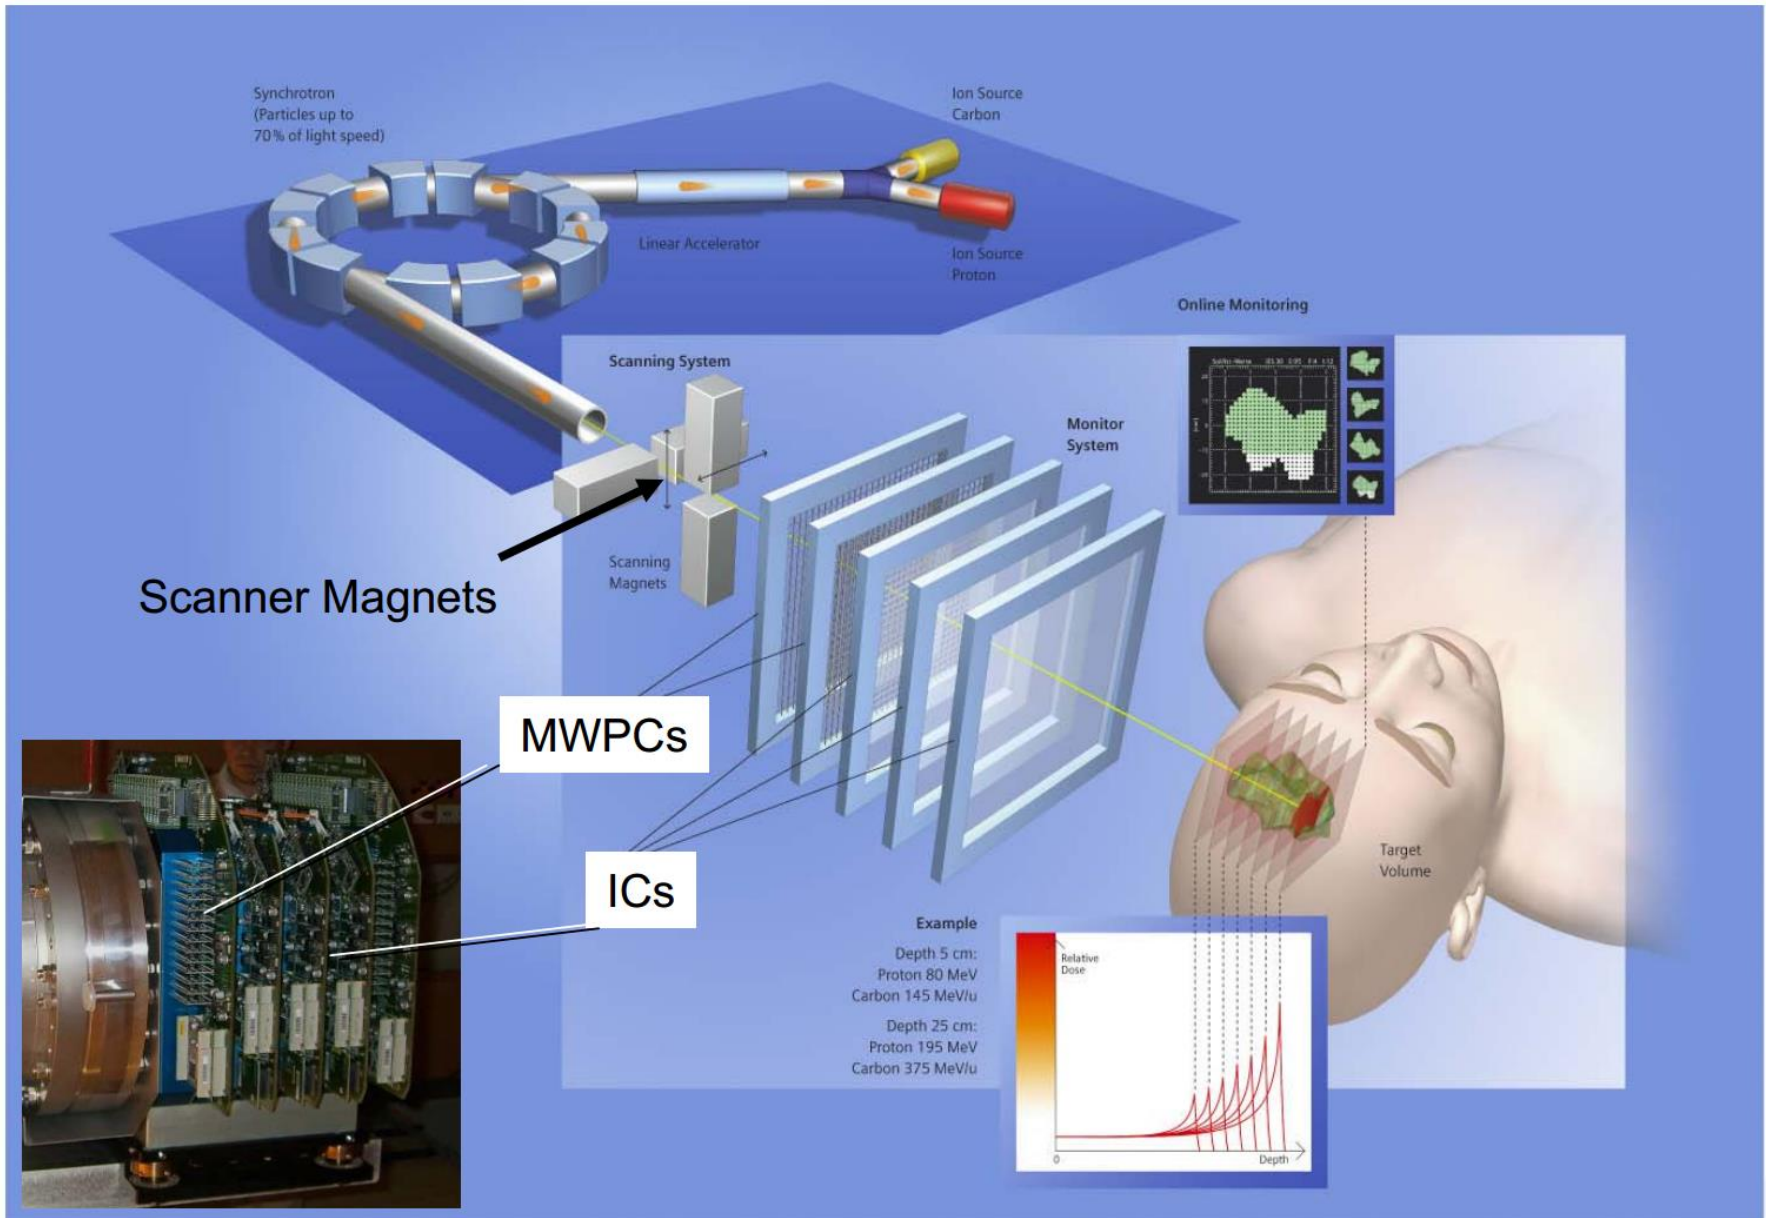 Synchrotron
(Particles up to
70% of light speed)
Ion Source
Carbon
Linear Accelerator
Ion Source
Proton
Online Monitoring
Scanning System
Monitor
System
Scanning
Magnets
Scanner Magnets
MWPCs
ICs
Target
Volume
Example
Depth 5 cm:
Proton 80 MeV
Carbon 145 MeV/u
Depth 25 cm:
Proton 195 MeV
Carbon 375 MeV/u
Relative
Dose
0
Depth